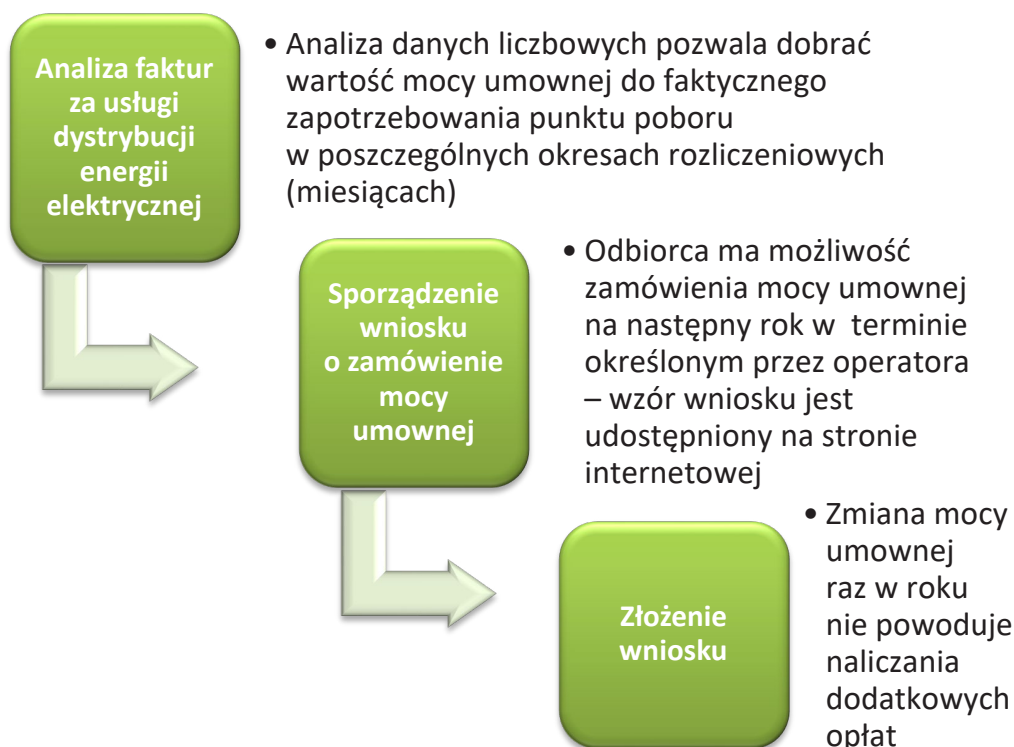 Analiza faktur
za usługi
dystrybucji
energii
elektrycznej
• Analiza danych liczbowych pozwala dobrać
wartość mocy umownej do faktycznego
zapotrzebowania punktu poboru
w poszczególnych okresach rozliczeniowych
(miesiącach)
Sporządzenie
wniosku
o zamówienie
mocy
umownej
• Odbiorca ma możliwość
zamówienia mocy umownej
na następny rok w terminie
określonym przez operatora
– wzór wniosku jest
udostępniony na stronie
internetowej
Złożenie
wniosku
• Zmiana mocy
umownej
raz w roku
nie powoduje
naliczania
dodatkowych
opłat